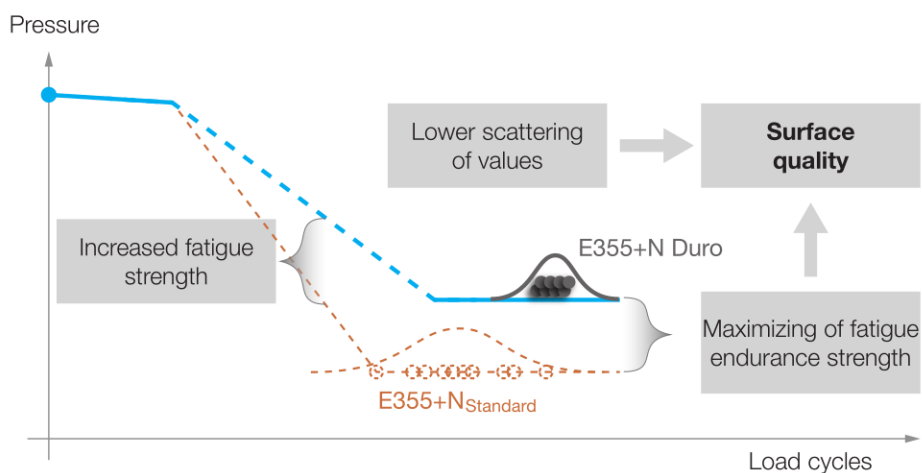 Pressure
Lower scattering
of values
Surface
quality
Increased fatigue
strength
E355+N Duro
Maximizing of fatigue
endurance strength
E355+NStandard
Load cycles